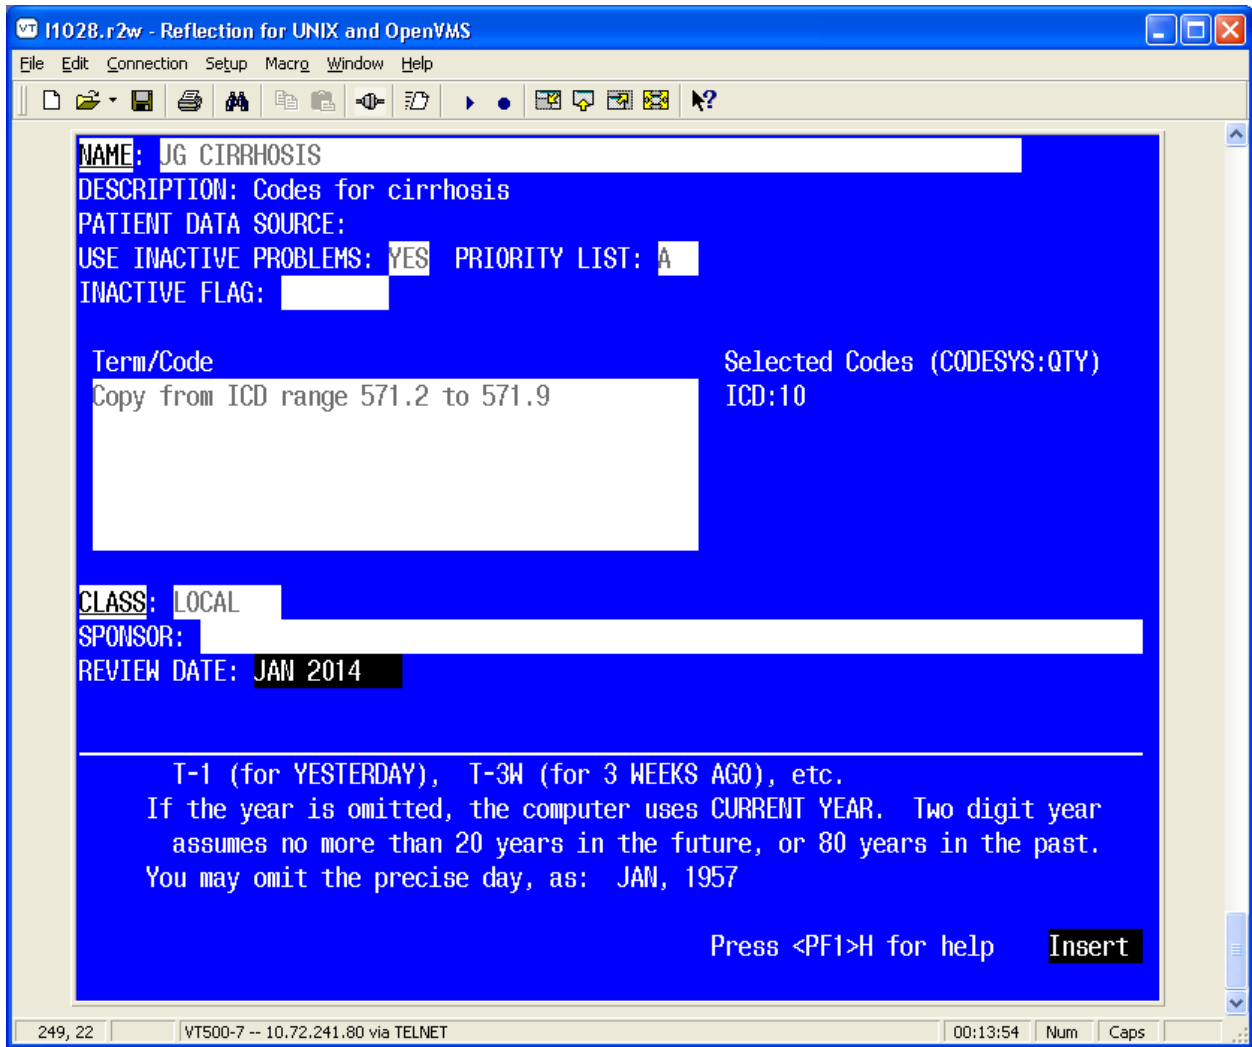 I1028.r2w - Reflection for UNIX and OpenVMS
File Edit Connection Setup Macro Window Help
NAME: JG CIRRHOSIS
DESCRIPTION: Codes for cirrhosis
PATIENT DATA SOURCE:
USE INACTIVE PROBLEMS: YES PRIORITY LIST: A
INACTIVE FLAG:
Term/Code Selected Codes (CODESYS:QTY)
Copy from ICD range 571.2 to 571.9 ICD:10
CLASS: LOCAL
SPONSOR:
REVIEW DATE: JAN 2014
T-1 (for YESTERDAY), T-3W (for 3 WEEKS AGO), etc.
If the year is omitted, the computer uses CURRENT YEAR. Two digit year
assumes no more than 20 years in the future, or 80 years in the past.
You may omit the precise day, as: JAN, 1957
Press <PF1>H for help Insert
249, 22 VT500-7 -- 10.72.241.80 via TELNET 00:13:54 Num Caps